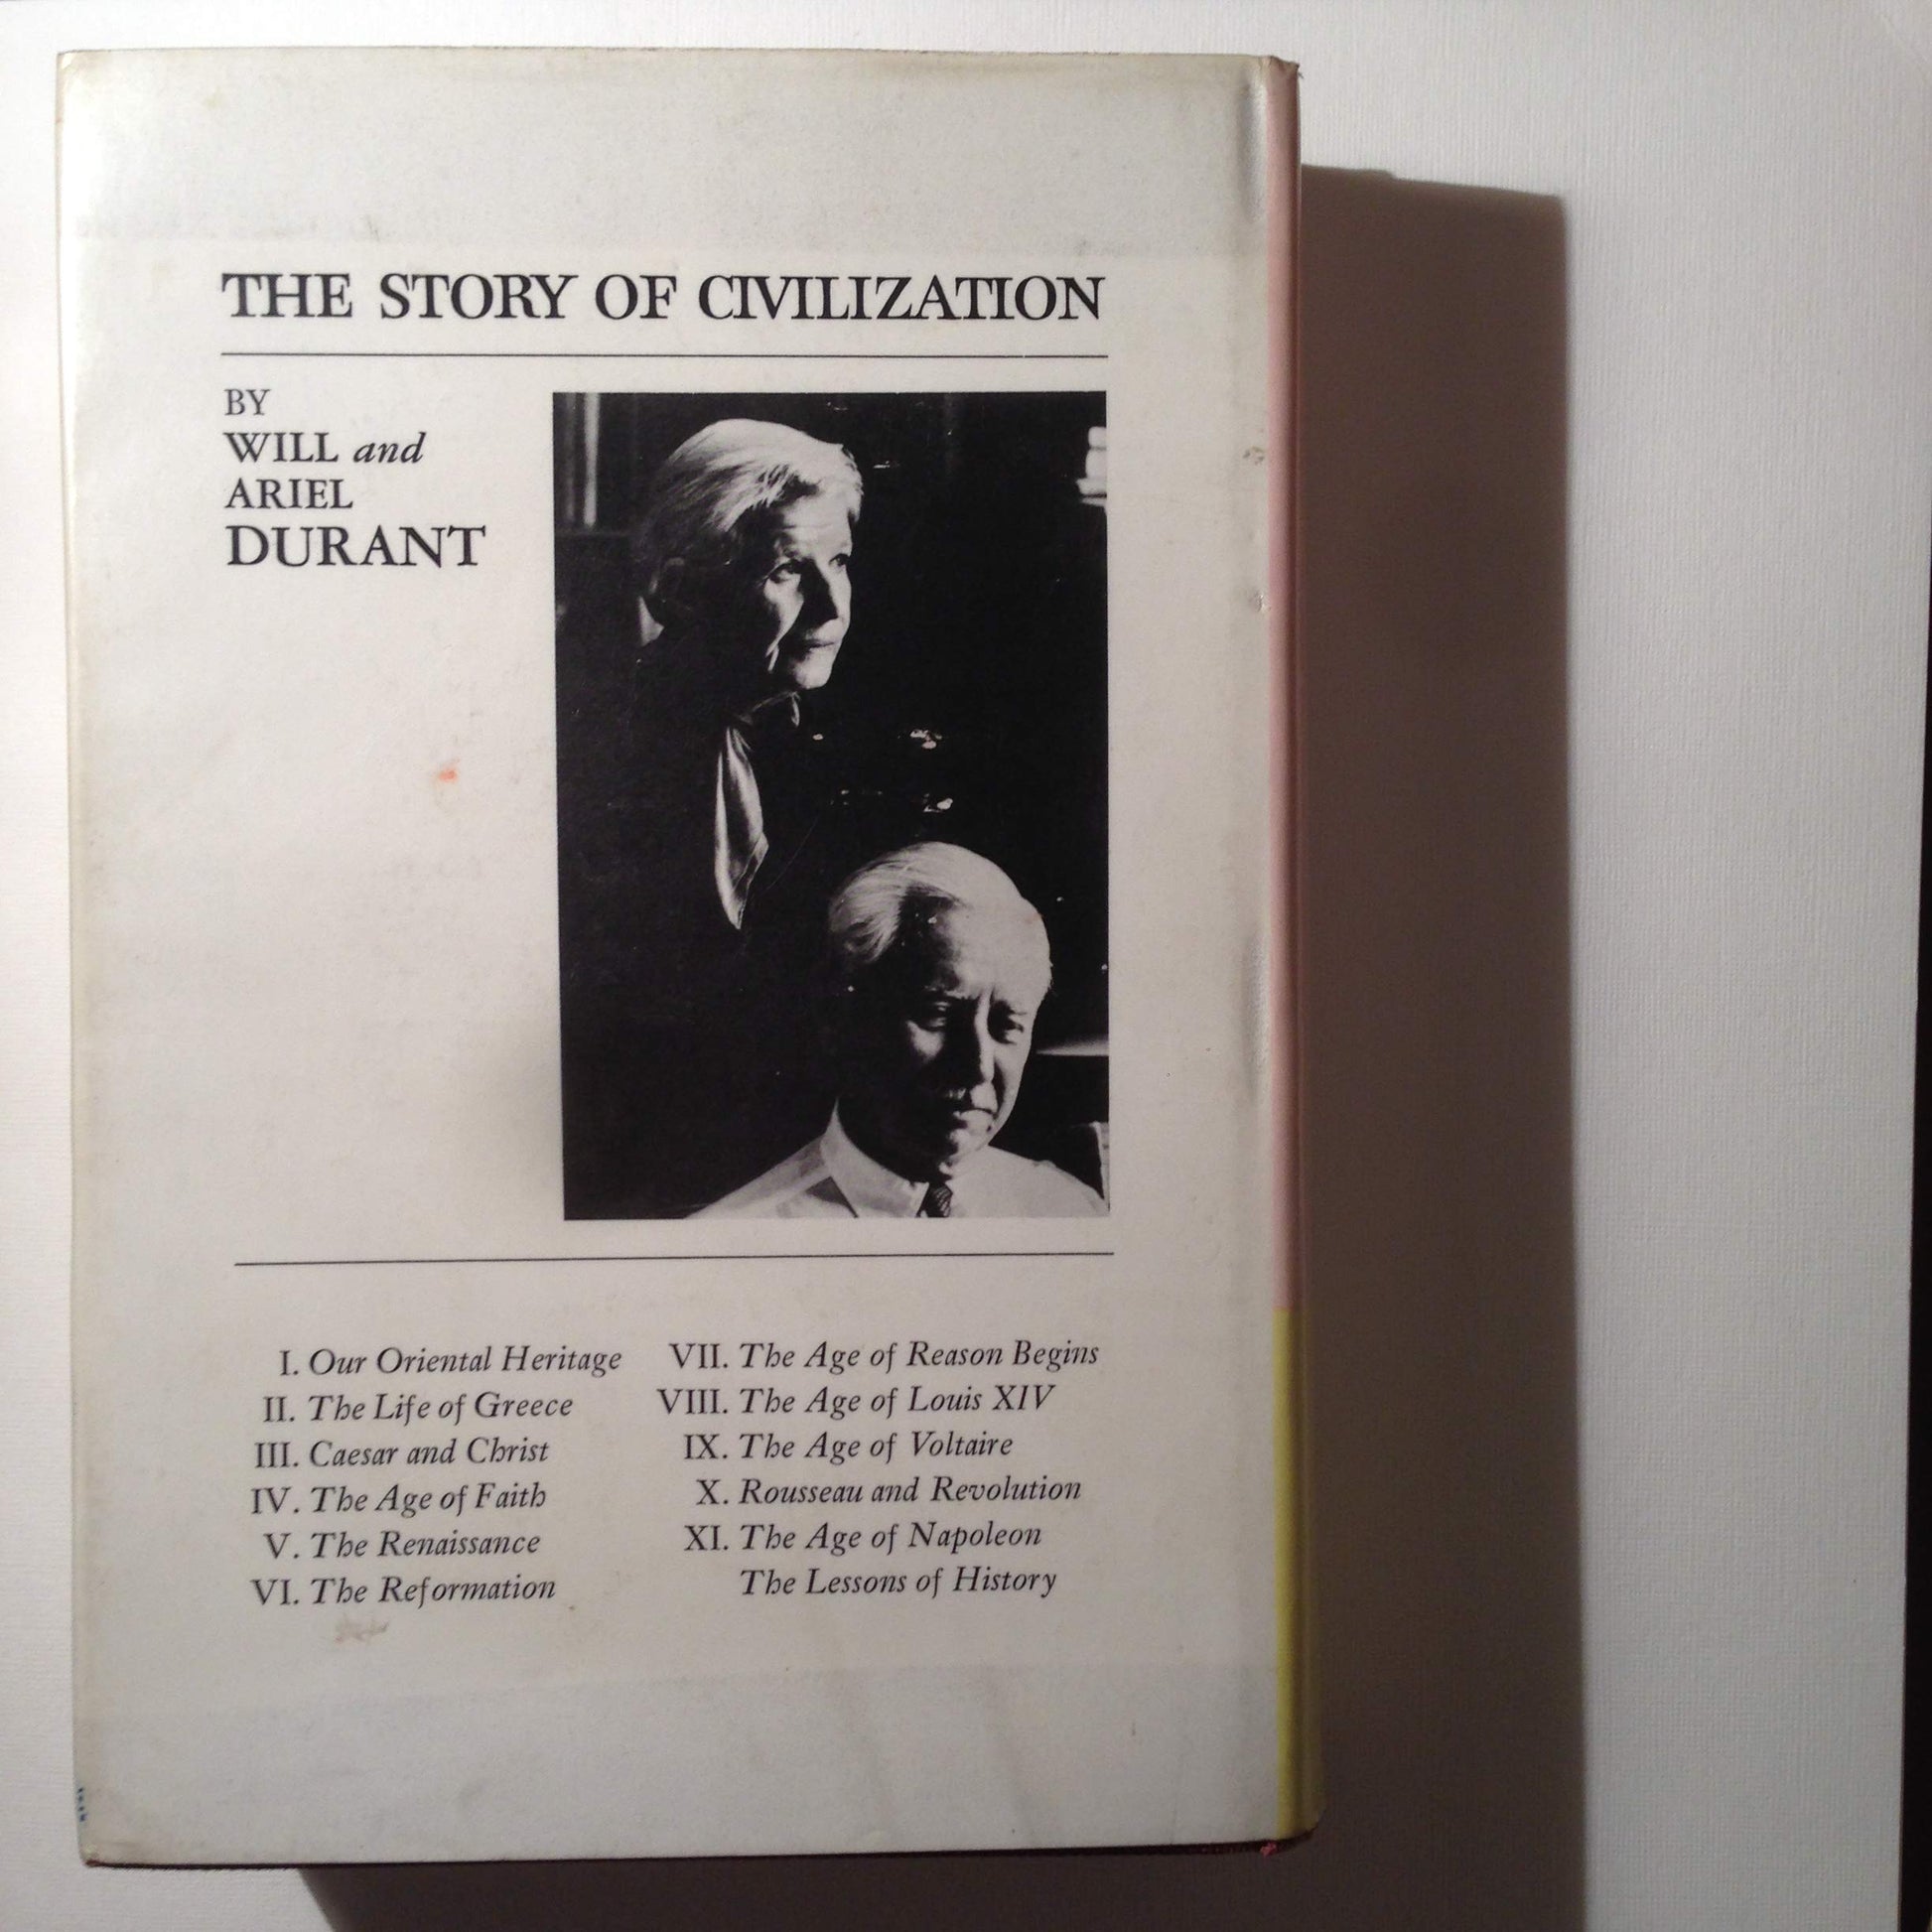 THE STORY OF CIVILIZATION
BY
WILL and
ARIEL
DURANT
I. Our Oriental Heritage
II. The Life of Greece
III. Caesar and Christ
IV. The Age of Faith
V. The Renaissance
VI. The Reformation
VII. The Age of Reason Begins
VIII. The Age of Louis XIV
IX. The Age of Voltaire
X. Rousseau and Revolution
XI. The Age of Napoleon
The Lessons of History